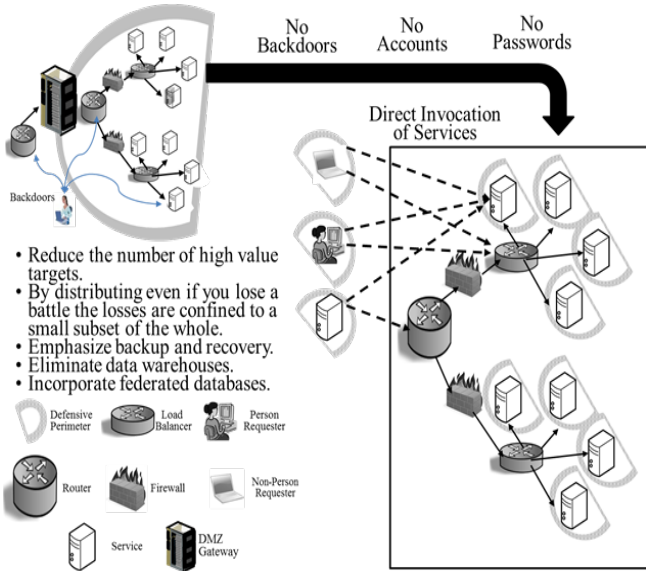 No
Backdoors
No
Accounts
No
Passwords
Direct Invocation
of Services
Backdoors
• Reduce the number of high value
targets.
• By distributing even if you lose a
battle the losses are confined to a
small subset of the whole.
• Emphasize backup and recovery.
• Eliminate data warehouses.
• Incorporate federated databases.
Defensive
Perimeter
Load
Balancer
Person
Requester
Router
Firewall
Non-Person
Requester
Service
DMZ
Gateway